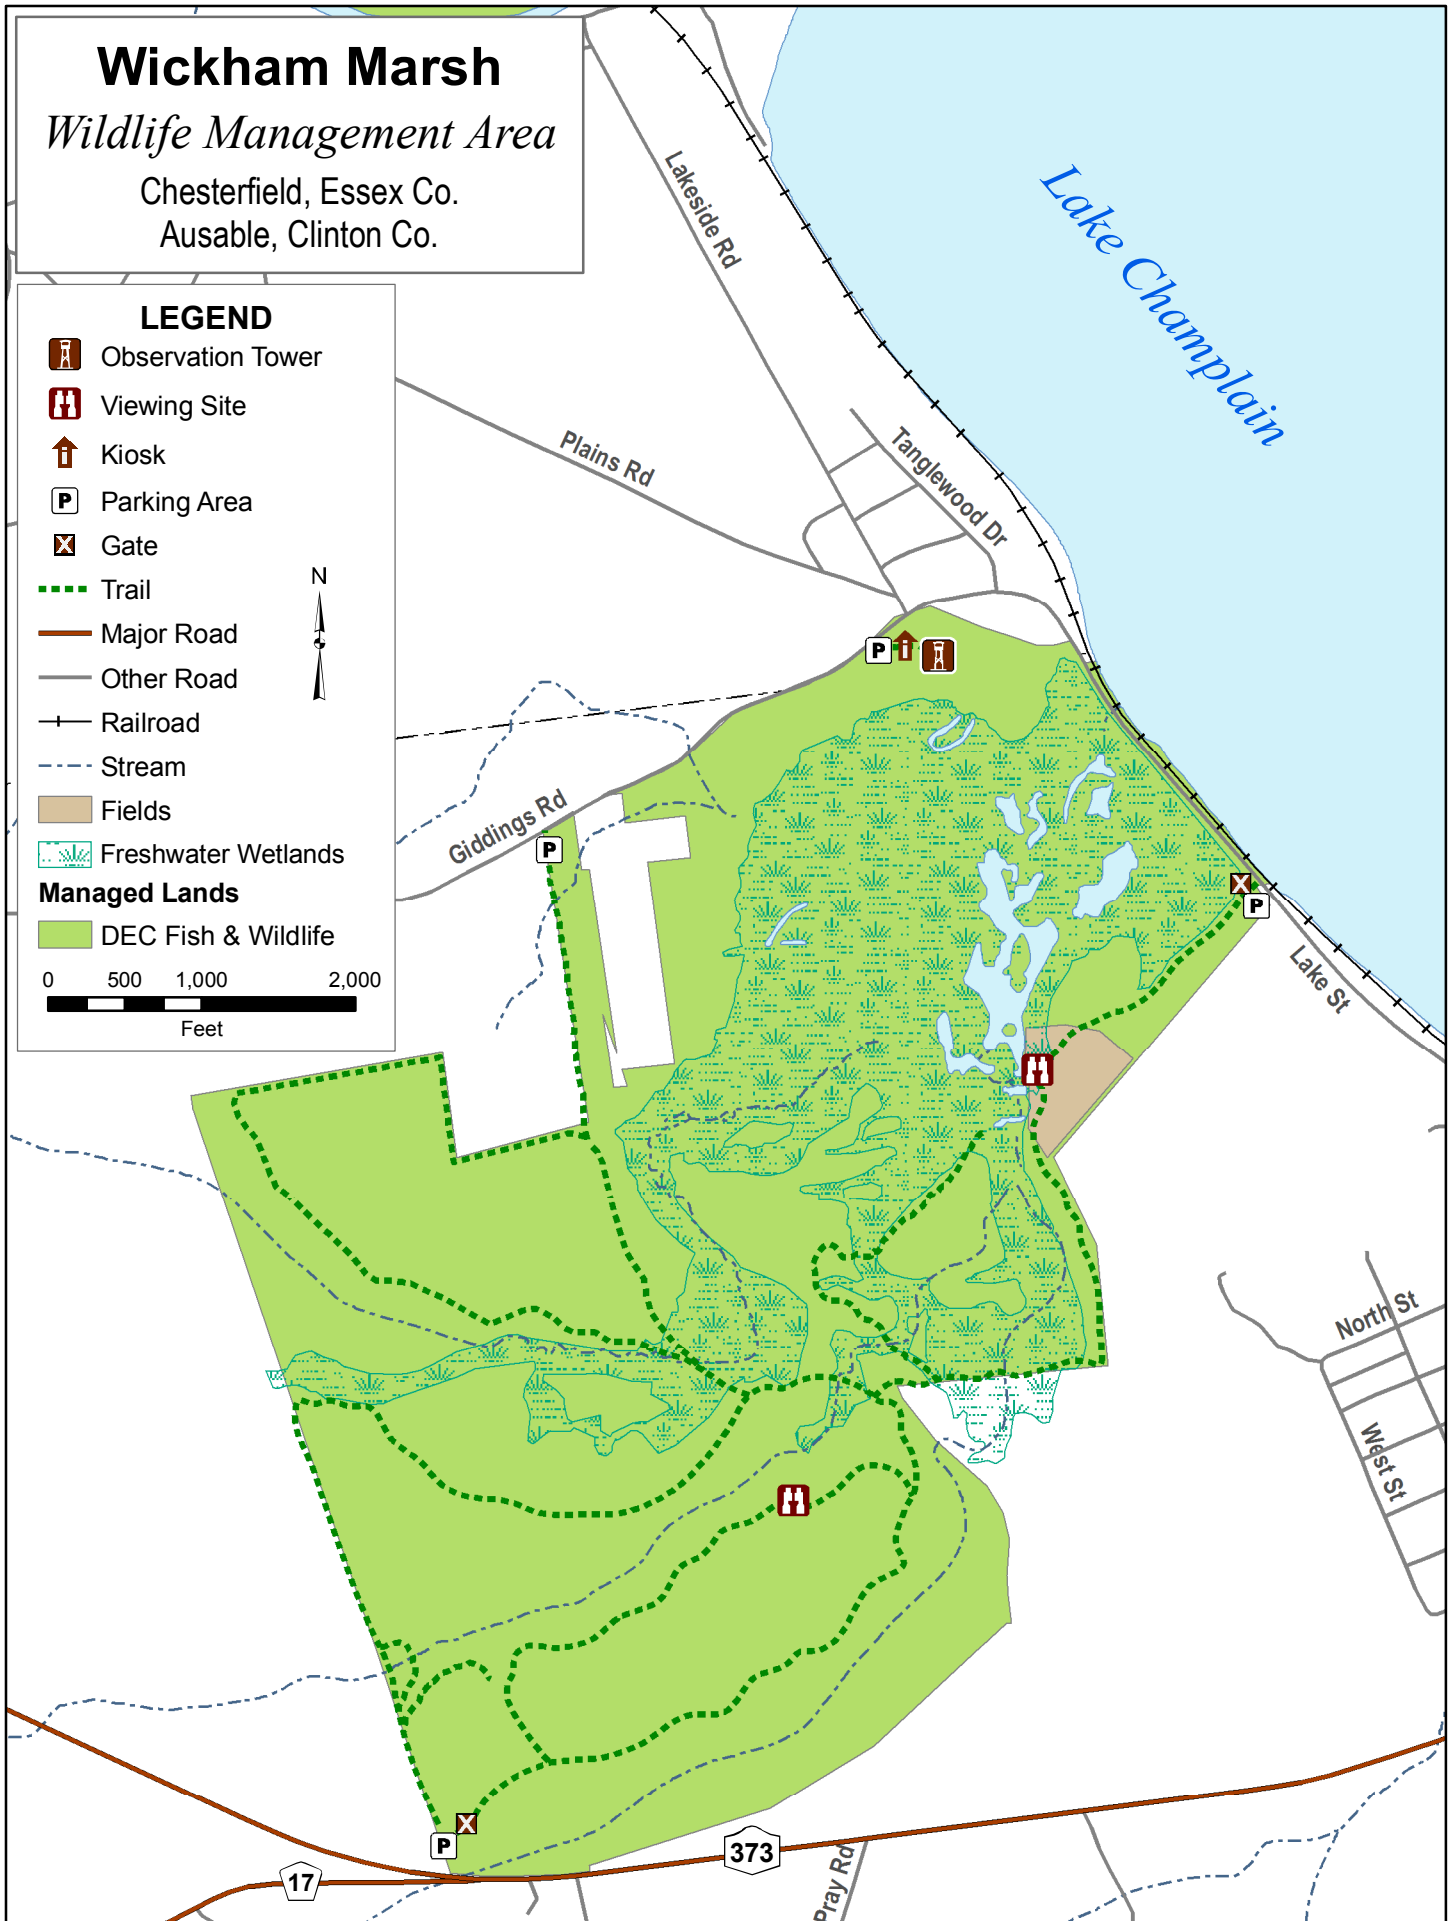 Wickham Marsh
Wildlife Management Area
Chesterfield, Essex Co.
Ausable, Clinton Co.
LEGEND
Observation Tower
Viewing Site
i Kiosk
P Parking Area
X Gate
Trail
Major Road
Other Road
Railroad
Stream
Fields
Freshwater Wetlands
Managed Lands
DEC Fish & Wildlife
N
0 500 1,000 2,000
Feet
Lakeside Rd
Lake Champlain
Plains Rd
Tanglewood Dr
P i
Giddings Rd
P
X
P
Lake St
North St
West St
X
P
373
17
Pray Rd